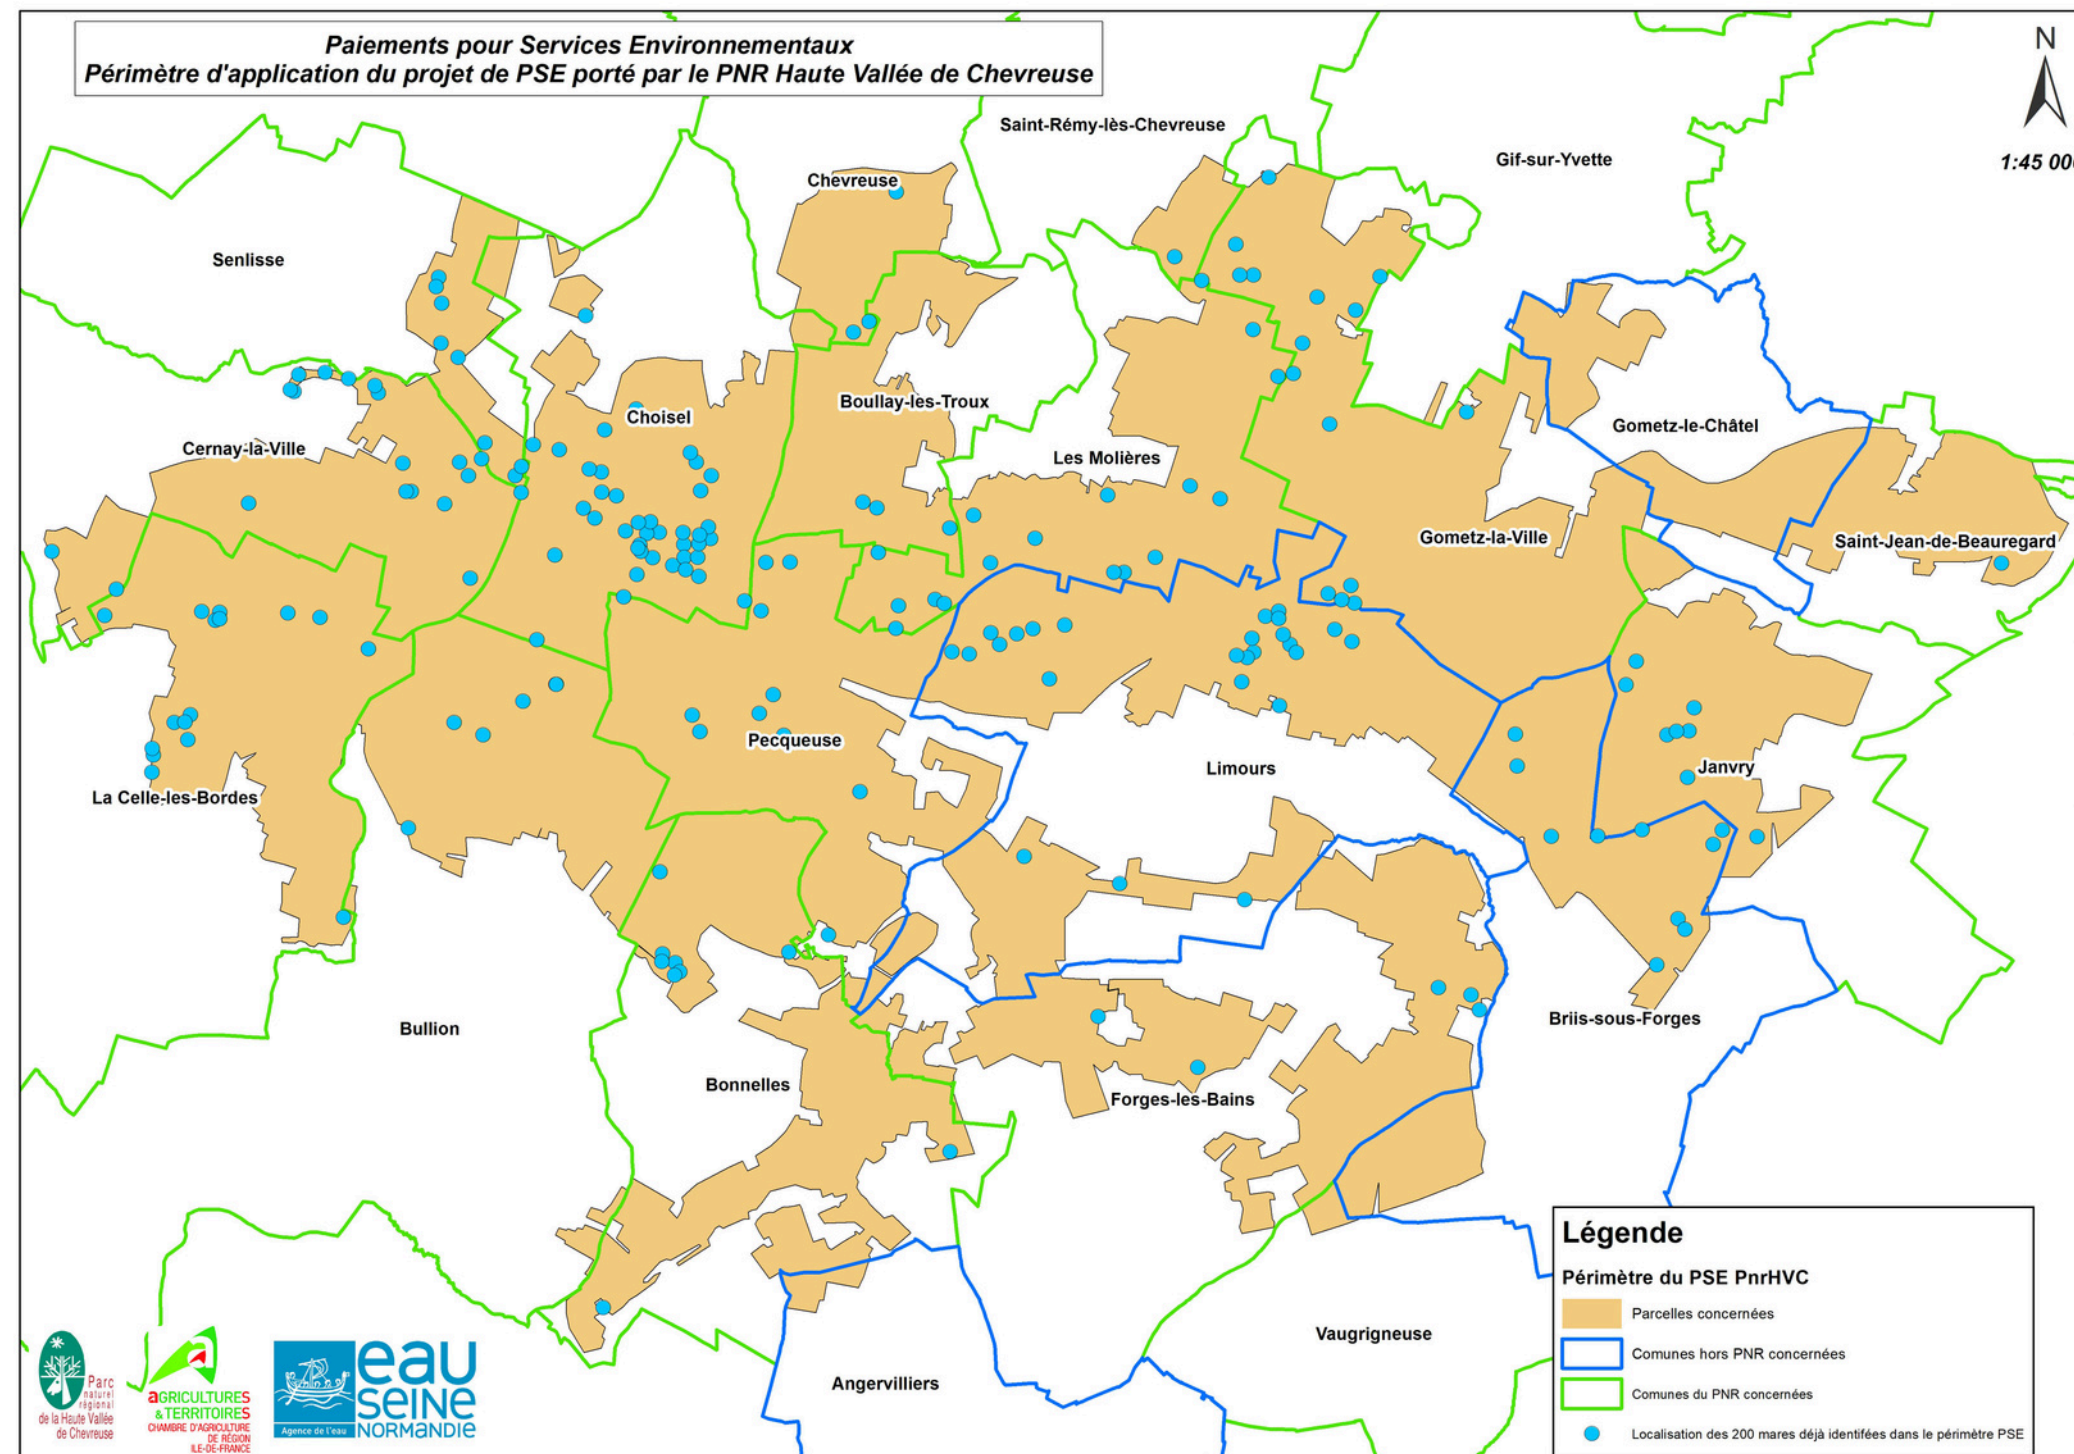 Paiements pour Services Environnementaux
Périmètre d'application du projet de PSE porté par le PNR Haute Vallée de Chevreuse
N
1:45 000
Saint-Rémy-lès-Chevreuse
Gif-sur-Yvette
Chevreuse
Senlisse
Boullay-les-Troux
Choisel
Gometz-le-Châtel
Cernay-la-Ville
Les Molières
Gometz-la-Ville
Saint-Jean-de-Beauregard
Pecqueuse
Limours
Janvry
La Celle-les-Bordes
Briis-sous-Forges
Bullion
Bonnelles
Forges-les-Bains
Vaugrigneuse
Angervilliers
Légende
Périmètre du PSE PnrHVC
Parcelles concernées
Comunes hors PNR concernées
Comunes du PNR concernées
Localisation des 200 mares déjà identifiées dans le périmètre PSE
Parc
naturel
régional
de la Haute Vallée
de Chevreuse
a
aGRICULTURES
& TERRITOIRES
CHAMBRE D'AGRICULTURE
DE RÉGION
ILE-DE-FRANCE
Agence de l'eau
eau
SEINE
NORMANDIE